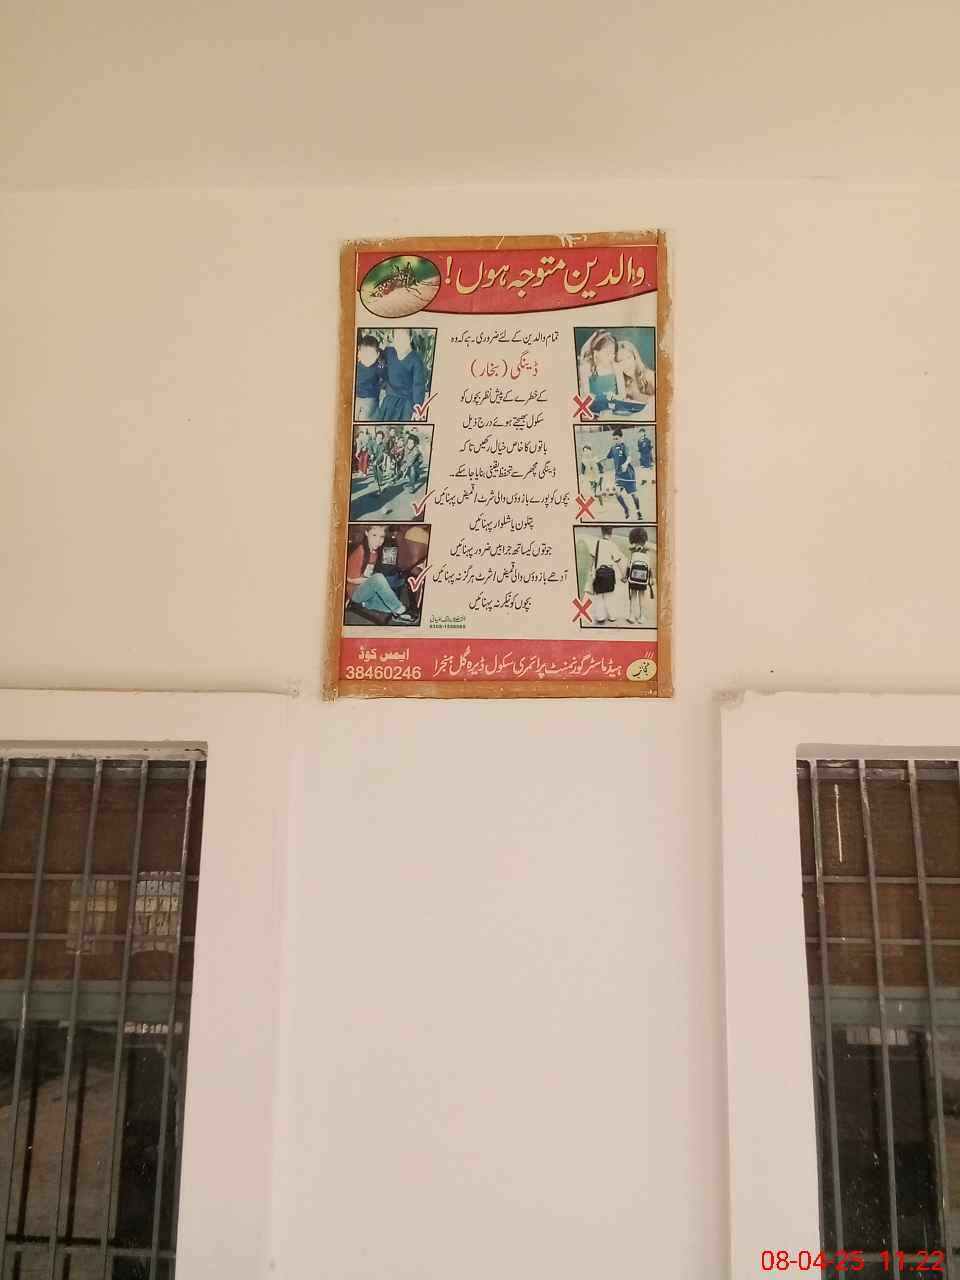 والدین متوجہ ہوں!
تمام والدین کے لئے ضروری ہے کہ وہ
ڈینگی (بخار)
کے خطرے کے پیش نظر بچوں کو
سکول بھیجتے ہوئے درج ذیل
باتوں کا خاص خیال رکھیں تاکہ
ڈینگی مچھر سے تحفظ یقینی بنایا جاسکے۔
بچوں کو پورے بازوؤں والی شرٹ/قمیض پہنائیں
پتلون یا شلوار پہنائیں
جوتوں کیساتھ جرابیں ضرور پہنائیں
آدھے بازوؤں والی قمیض/شرٹ ہرگز نہ پہنائیں
بچوں کو نیکر نہ پہنائیں
ہیڈ ماسٹر گورنمنٹ پرائمری سکول ڈیرہ گل منجرا
ایمس کوڈ
38460246
08-04-25 11:22